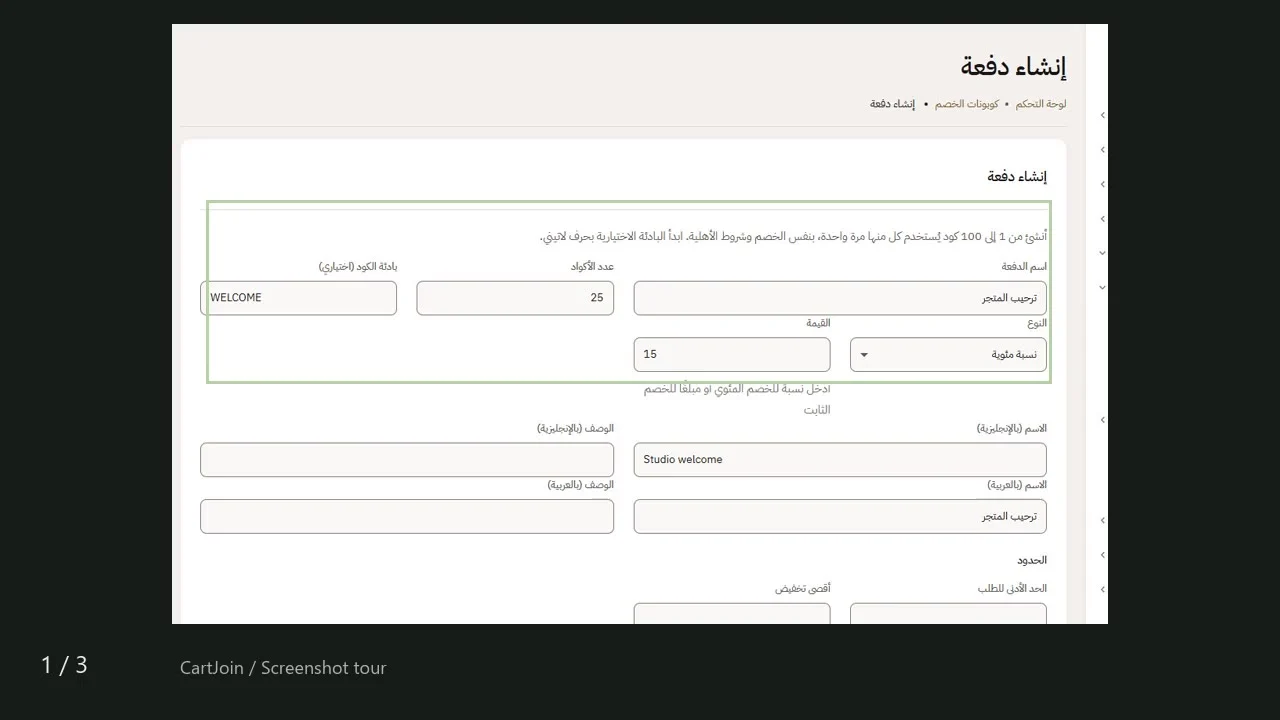 إنشاء دفعة
لوحة التحكم • كوبونات الخصم • إنشاء دفعة
إنشاء دفعة
أنشئ من 1 إلى 100 كود يُستخدم كل منها مرة واحدة، بنفس الخصم وشروط الأهلية. ابدأ البادئة الاختيارية بحرف لاتيني.
اسم الدفعة
عدد الأكواد
بادئة الكود (اختياري)
ترحيب المتجر
25
WELCOME
النوع
القيمة
نسبة مئوية
15
أدخل نسبة للخصم المئوي أو مبلغًا للخصم
الثابت
الاسم (بالإنجليزية)
الوصف (بالإنجليزية)
Studio welcome
الاسم (بالعربية)
الوصف (بالعربية)
ترحيب المتجر
الحدود
الحد الأدنى للطلب
أقصى تخفيض
1 / 3
CartJoin / Screenshot tour